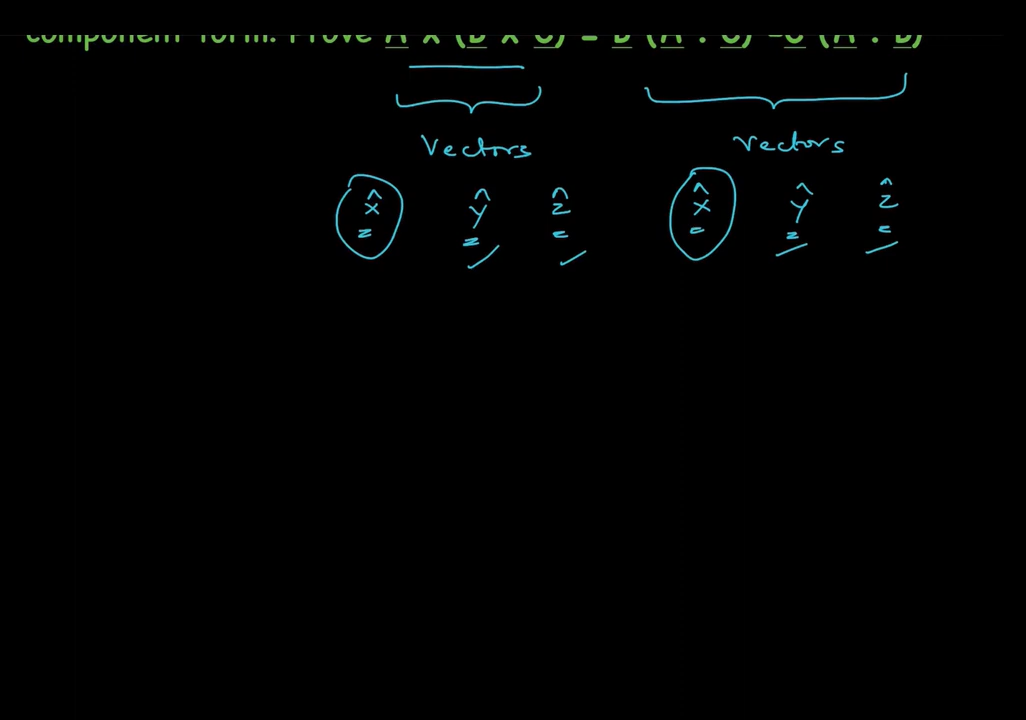 component form. Prove A × (B × C) = B (A . C) - C (A . B)
Vectors Vectors
x̂ ŷ ẑ x̂ ŷ ẑ
= = = = = =